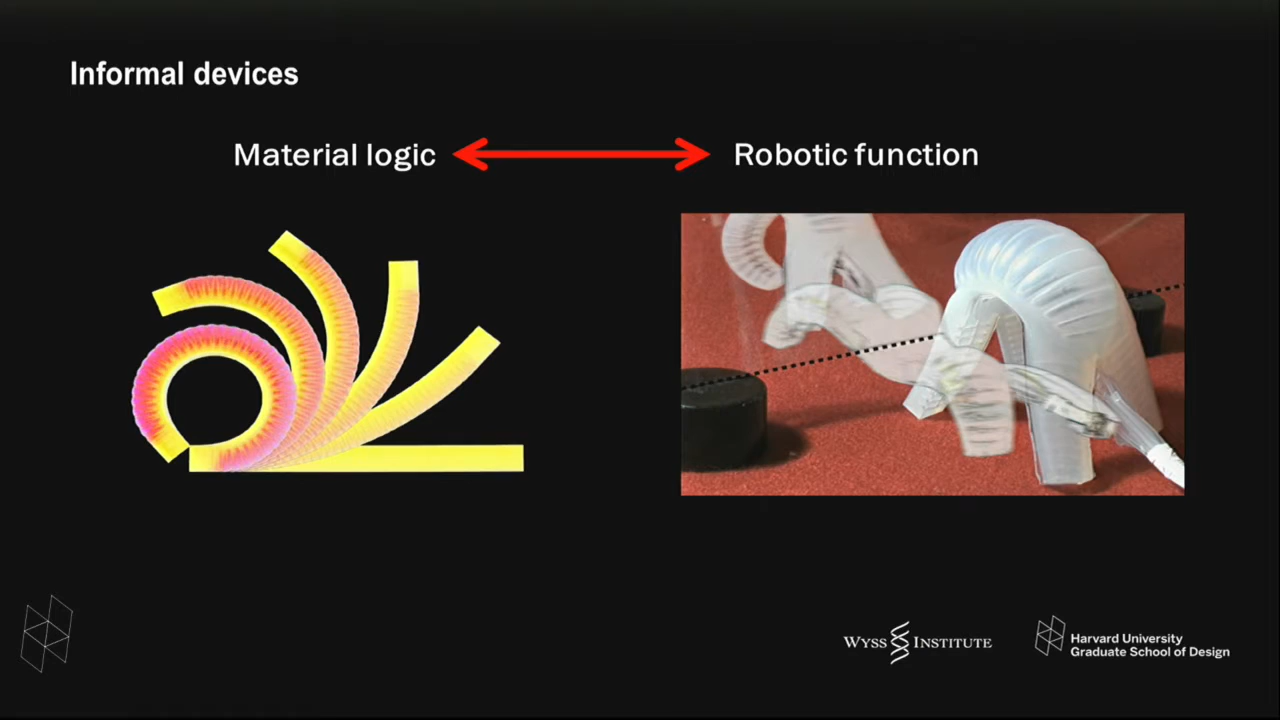 Informal devices
Material logic
Robotic function
WYSS INSTITUTE
Harvard University
Graduate School of Design